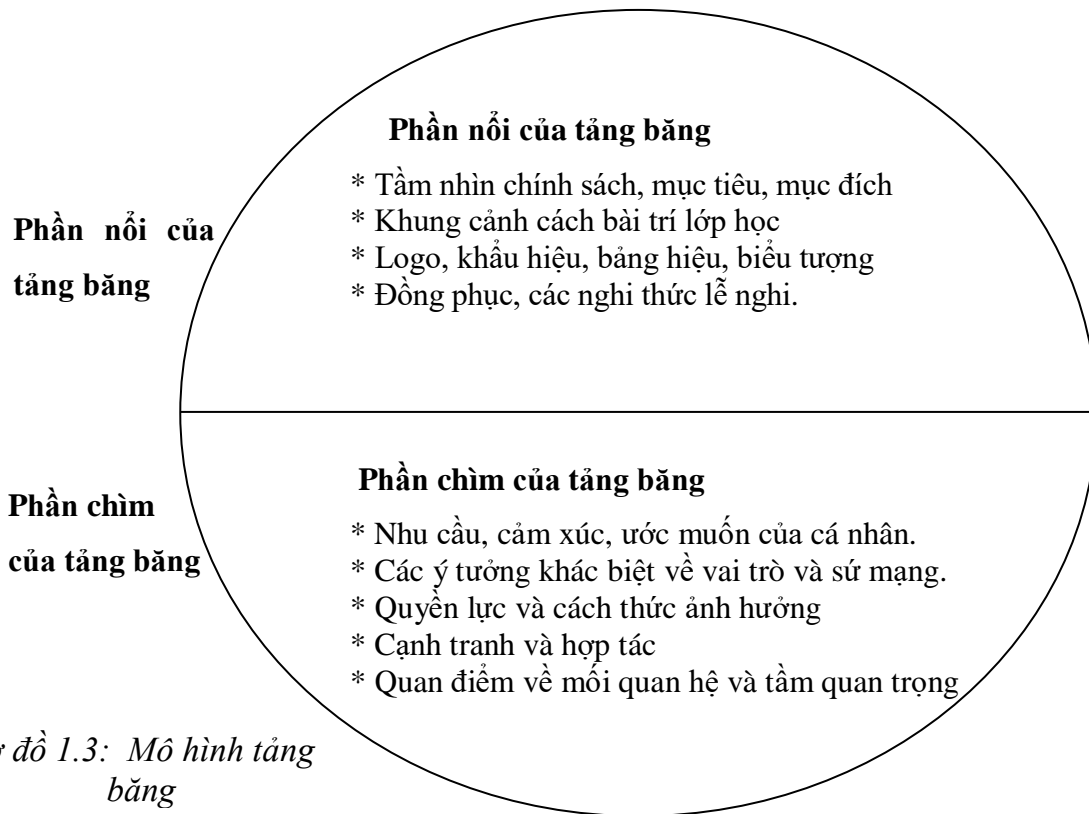 Phần nổi của tảng băng
* Tầm nhìn chính sách, mục tiêu, mục đích
* Khung cảnh cách bài trí lớp học
* Logo, khẩu hiệu, bảng hiệu, biểu tượng
* Đồng phục, các nghi thức lễ nghi.
Phần nổi của
tảng băng
Phần chìm của tảng băng
* Nhu cầu, cảm xúc, ước muốn của cá nhân.
* Các ý tưởng khác biệt về vai trò và sứ mạng.
* Quyền lực và cách thức ảnh hưởng
* Cạnh tranh và hợp tác
* Quan điểm về mối quan hệ và tầm quan trọng
Phần chìm
của tảng băng
đồ 1.3: Mô hình tảng
băng